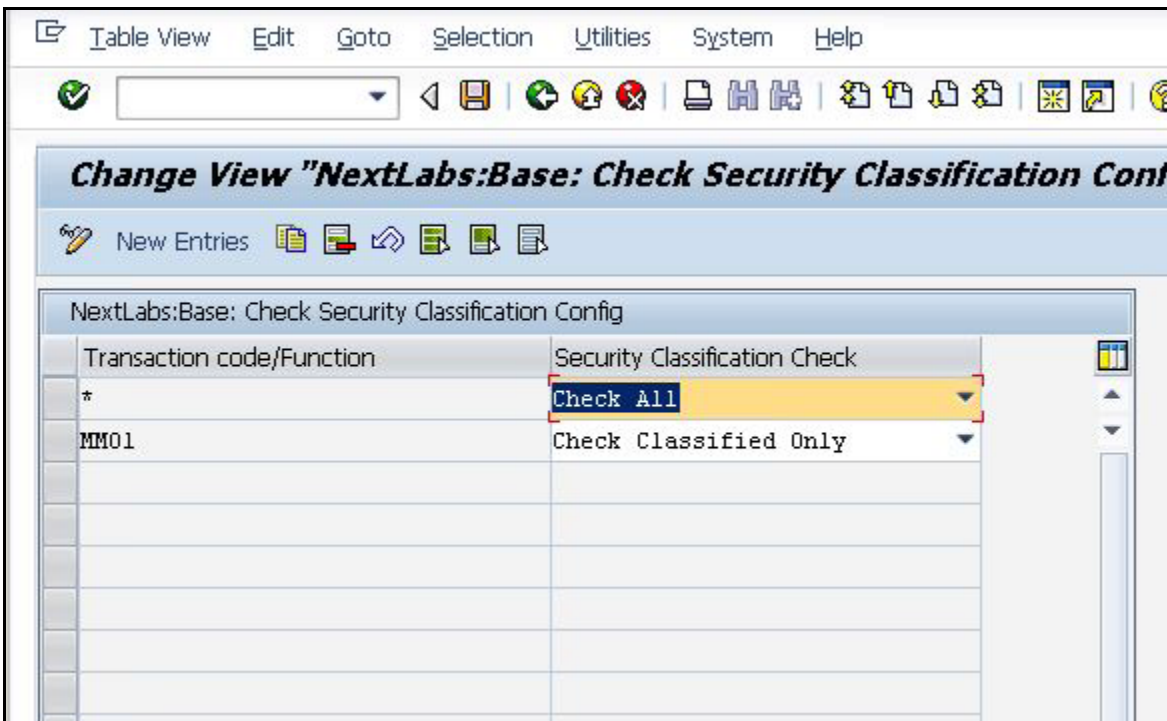 Table View Edit Goto Selection Utilities System Help
Change View "NextLabs:Base: Check Security Classification Conf
New Entries
NextLabs:Base: Check Security Classification Config
Transaction code/Function Security Classification Check
* Check All
MM01 Check Classified Only